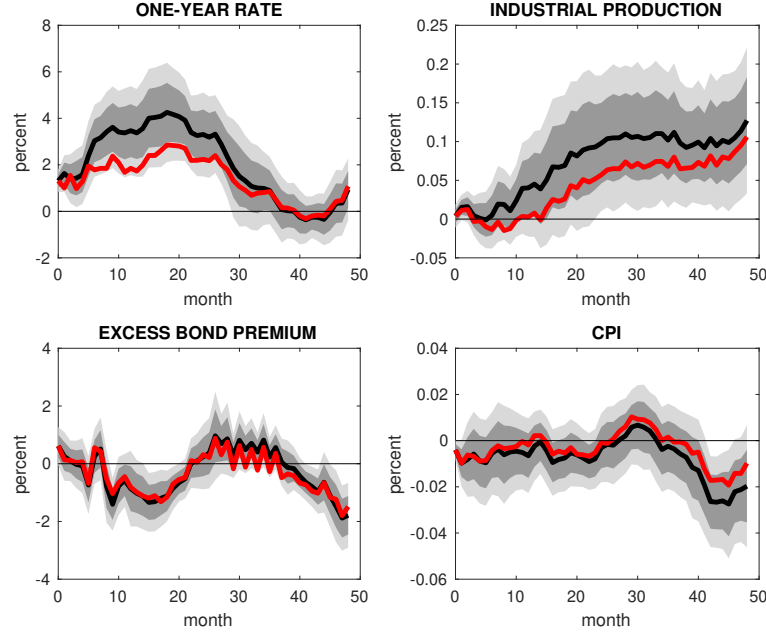 ONE-YEAR RATE
8
6
4
2
0
-2
percent
0 10 20 30 40 50
month
INDUSTRIAL PRODUCTION
0.25
0.2
0.15
0.1
0.05
0
-0.05
percent
0 10 20 30 40 50
month
EXCESS BOND PREMIUM
4
2
0
-2
-4
percent
0 10 20 30 40 50
month
CPI
0.04
0.02
0
-0.02
-0.04
-0.06
percent
0 10 20 30 40 50
month